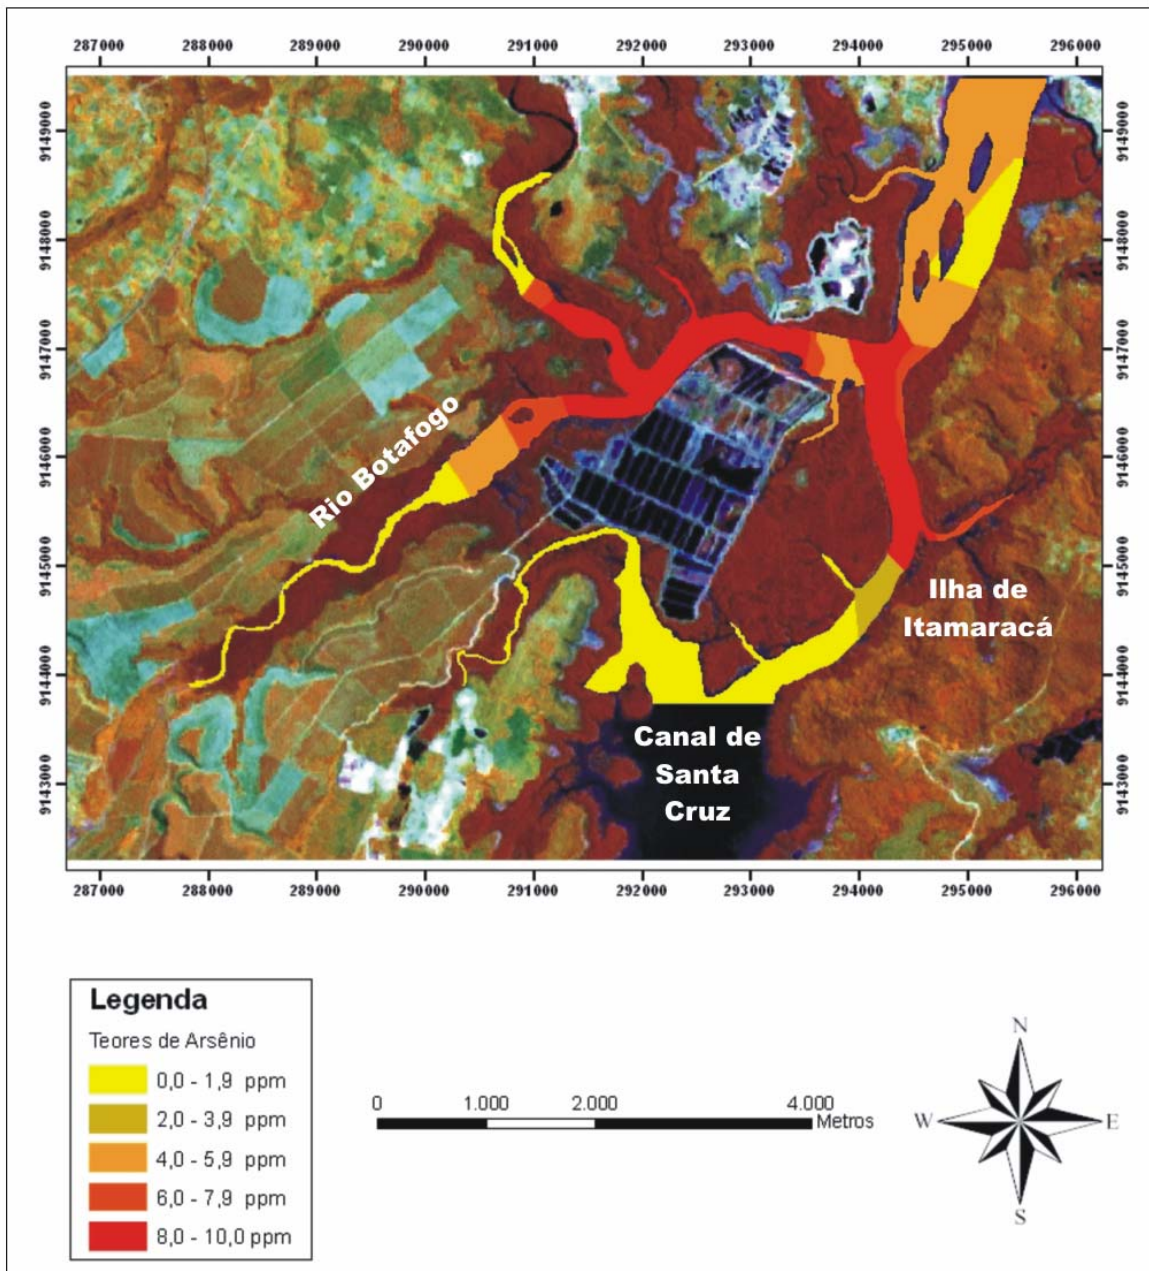 287000 288000 289000 290000 291000 292000 293000 294000 295000 296000
9149000 9149000
9148000 9148000
9147000 9147000
9146000 9146000
9145000 9145000
9144000 9144000
9143000 9143000
Rio Botafogo
Ilha de
Itamaracá
Canal de
Santa
Cruz
287000 288000 289000 290000 291000 292000 293000 294000 295000 296000
Legenda
Teores de Arsênio
0,0 - 1,9 ppm
2,0 - 3,9 ppm
4,0 - 5,9 ppm
6,0 - 7,9 ppm
8,0 - 10,0 ppm
0 1.000 2.000 4.000
Metros
N
W E
S